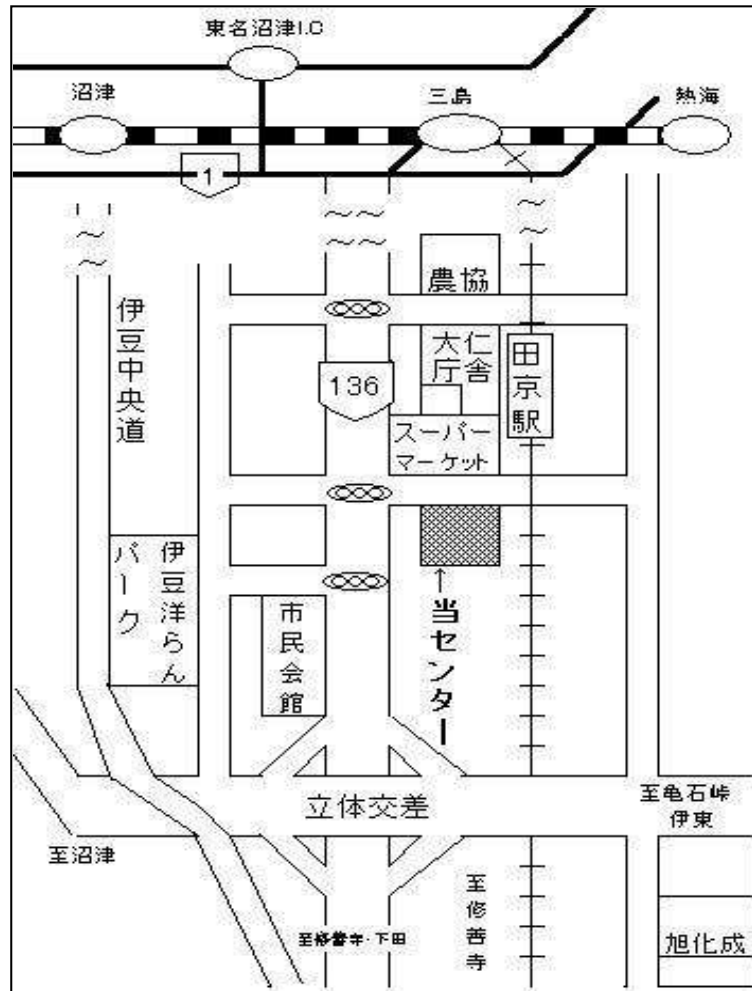 東名沼津I.C
沼津
三島
熱海
1
農協
伊豆中央道
大仁
庁舎
田京駅
136
スーパー
マーケット
伊豆洋らん
パーク
市民会館
↑当センター
立体交差
至亀石峠
伊東
至沼津
至修善寺・下田
至修善寺
旭化成